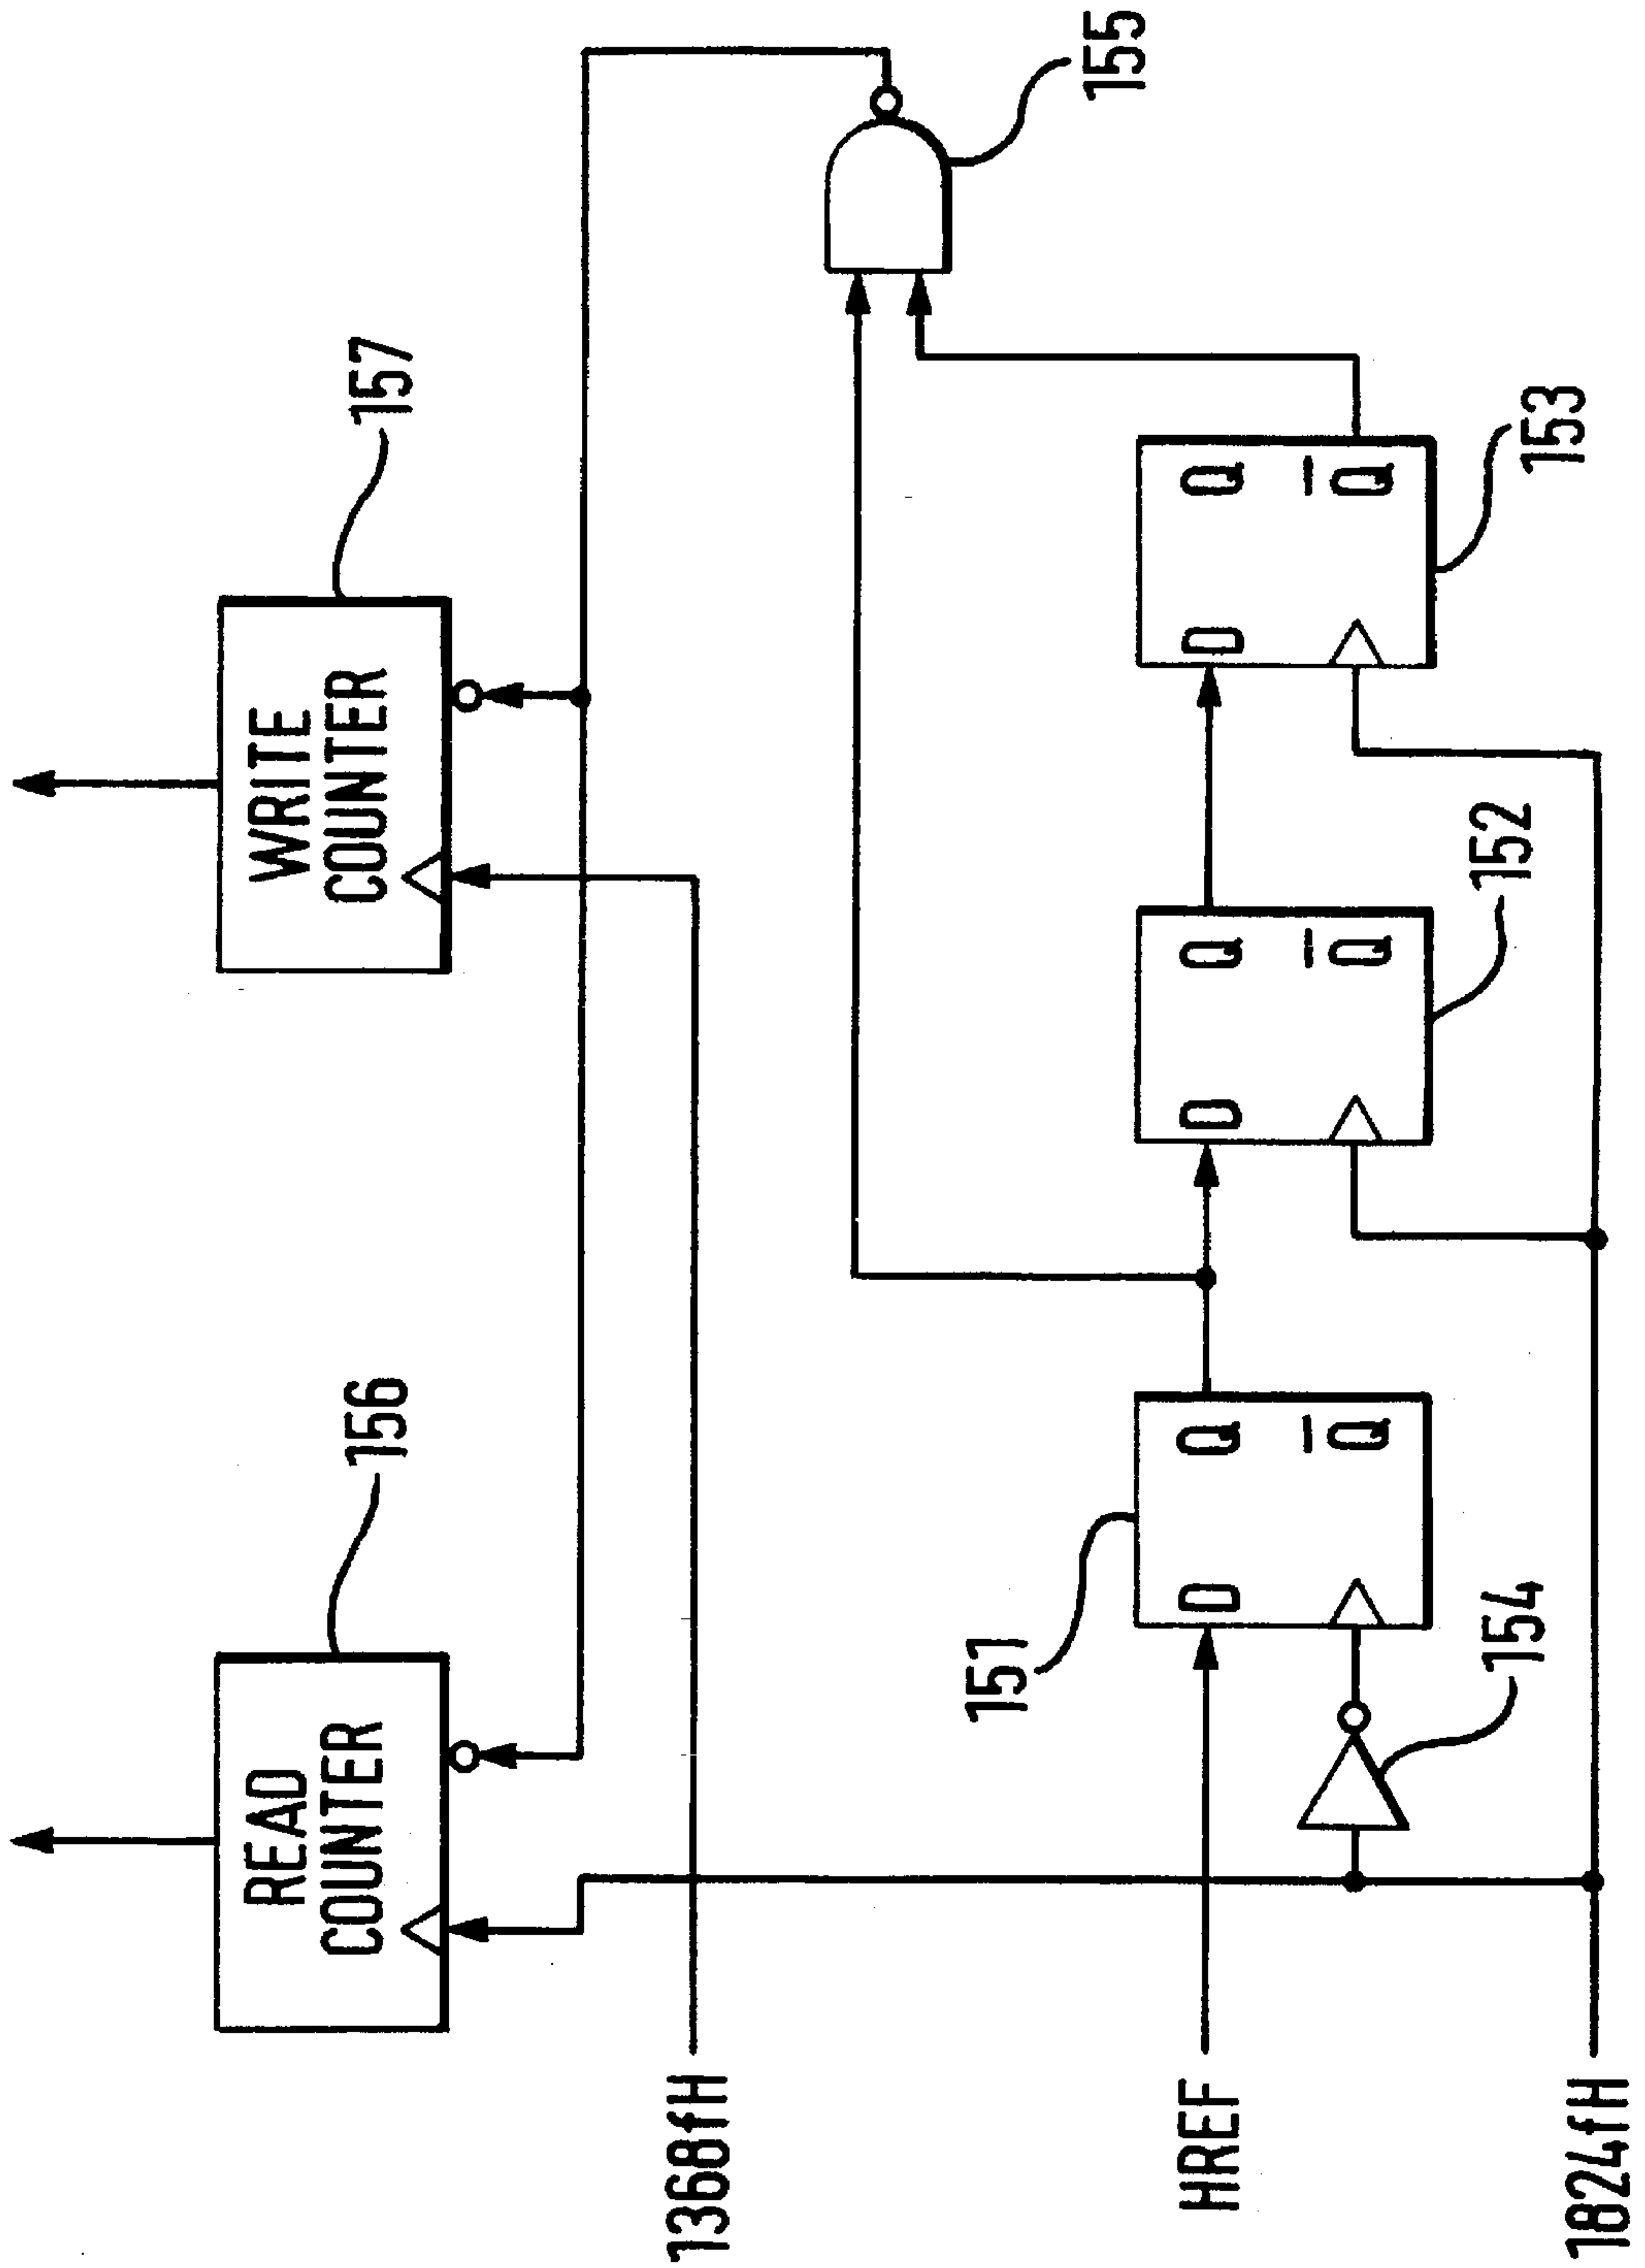 156
157
READ
COUNTER
WRITE
COUNTER
1368fH
155
HREF
151
D
Q
Q
D
Q
Q
D
Q
Q
154
152
153
1824fH